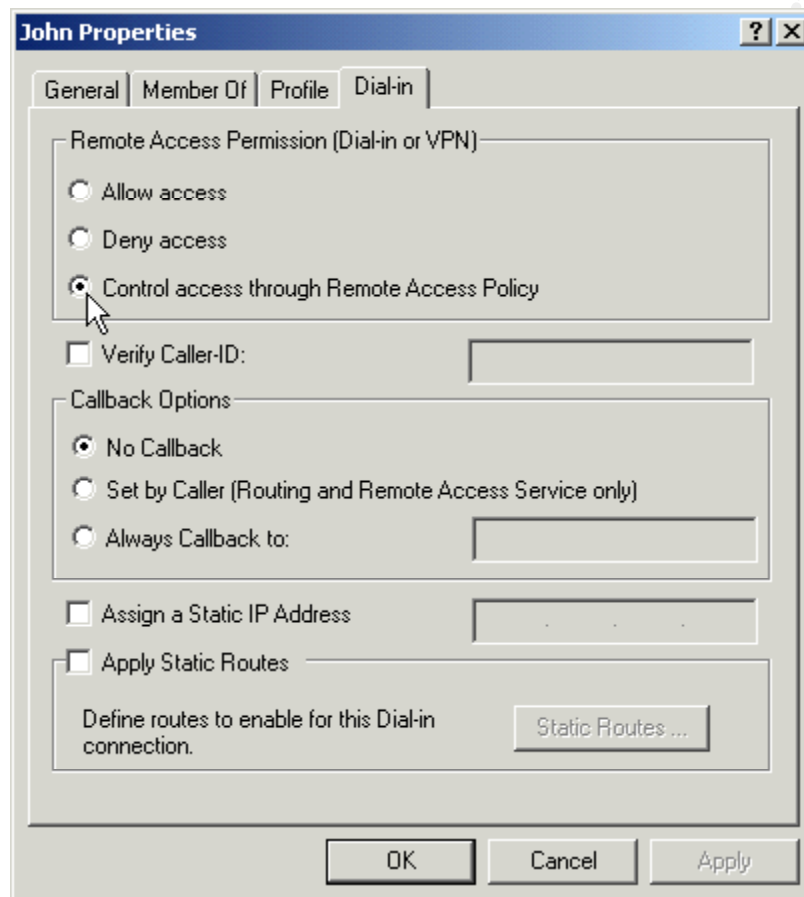 John Properties
General Member Of Profile Dial-in
Remote Access Permission (Dial-in or VPN)
Allow access
Deny access
Control access through Remote Access Policy
Verify Caller-ID:
Callback Options
No Callback
Set by Caller (Routing and Remote Access Service only)
Always Callback to:
Assign a Static IP Address
Apply Static Routes
Define routes to enable for this Dial-in
connection.
Static Routes ...
OK Cancel Apply